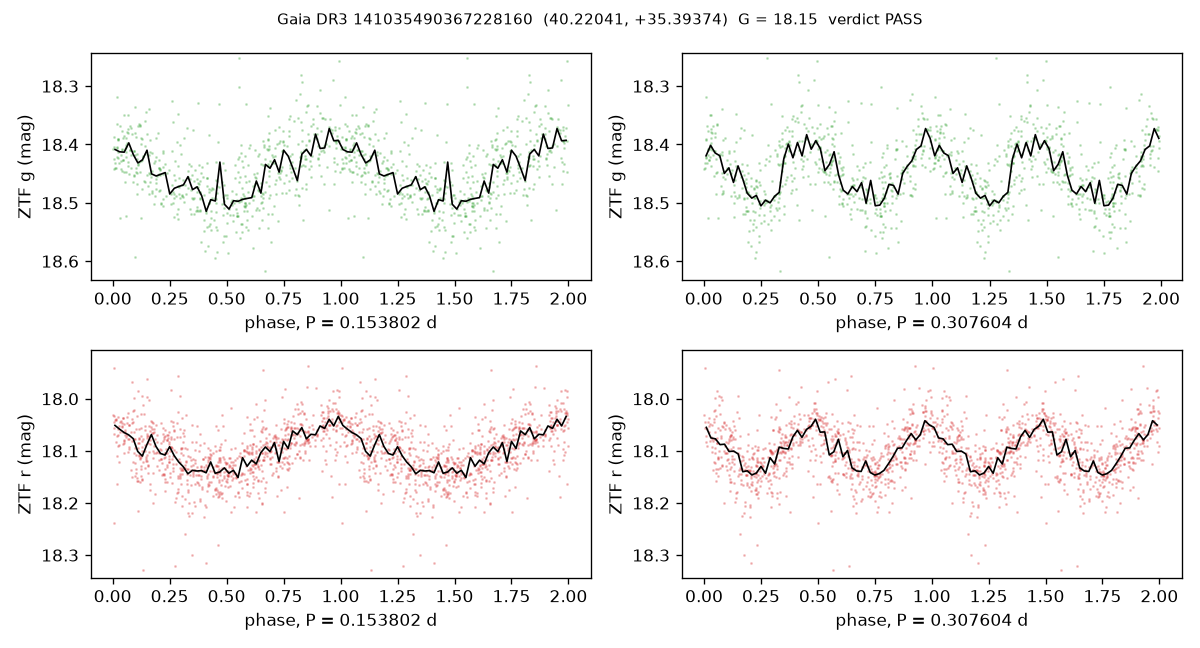 Gaia DR3 141035490367228160  (40.22041, +35.39374)  G = 18.15  verdict PASS
ZTF g (mag)
18.3
18.4
18.5
18.6
0.00 0.25 0.50 0.75 1.00 1.25 1.50 1.75 2.00
phase, P = 0.153802 d
ZTF g (mag)
18.3
18.4
18.5
18.6
0.00 0.25 0.50 0.75 1.00 1.25 1.50 1.75 2.00
phase, P = 0.307604 d
ZTF r (mag)
18.0
18.1
18.2
18.3
0.00 0.25 0.50 0.75 1.00 1.25 1.50 1.75 2.00
phase, P = 0.153802 d
ZTF r (mag)
18.0
18.1
18.2
18.3
0.00 0.25 0.50 0.75 1.00 1.25 1.50 1.75 2.00
phase, P = 0.307604 d